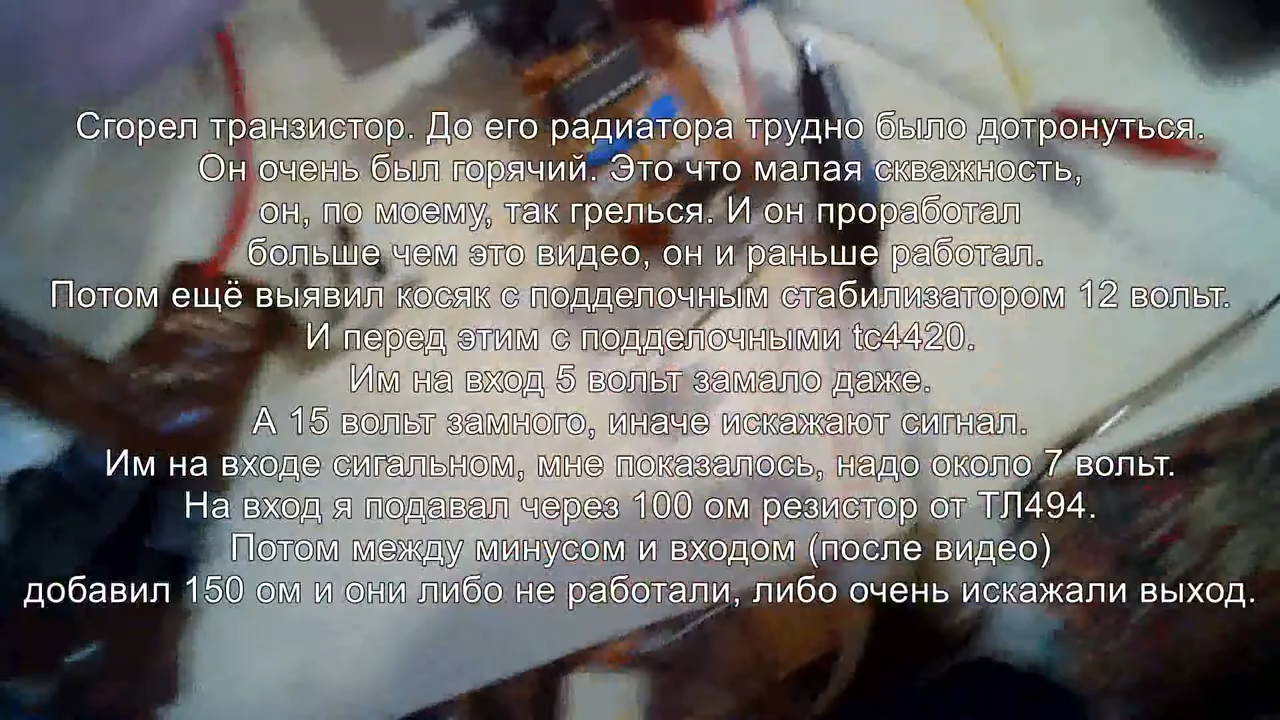 Сгорел транзистор. До его радиатора трудно было дотронуться.
Он очень был горячий. Это что малая скважность,
он, по моему, так грелься. И он проработал
больше чем это видео, он и раньше работал.
Потом ещё выявил косяк с подделочным стабилизатором 12 вольт.
И перед этим с подделочными tc4420.
Им на вход 5 вольт замало даже.
А 15 вольт замного, иначе искажают сигнал.
Им на входе сигальном, мне показалось, надо около 7 вольт.
На вход я подавал через 100 ом резистор от ТЛ494.
Потом между минусом и входом (после видео)
добавил 150 ом и они либо не работали, либо очень искажали выход.